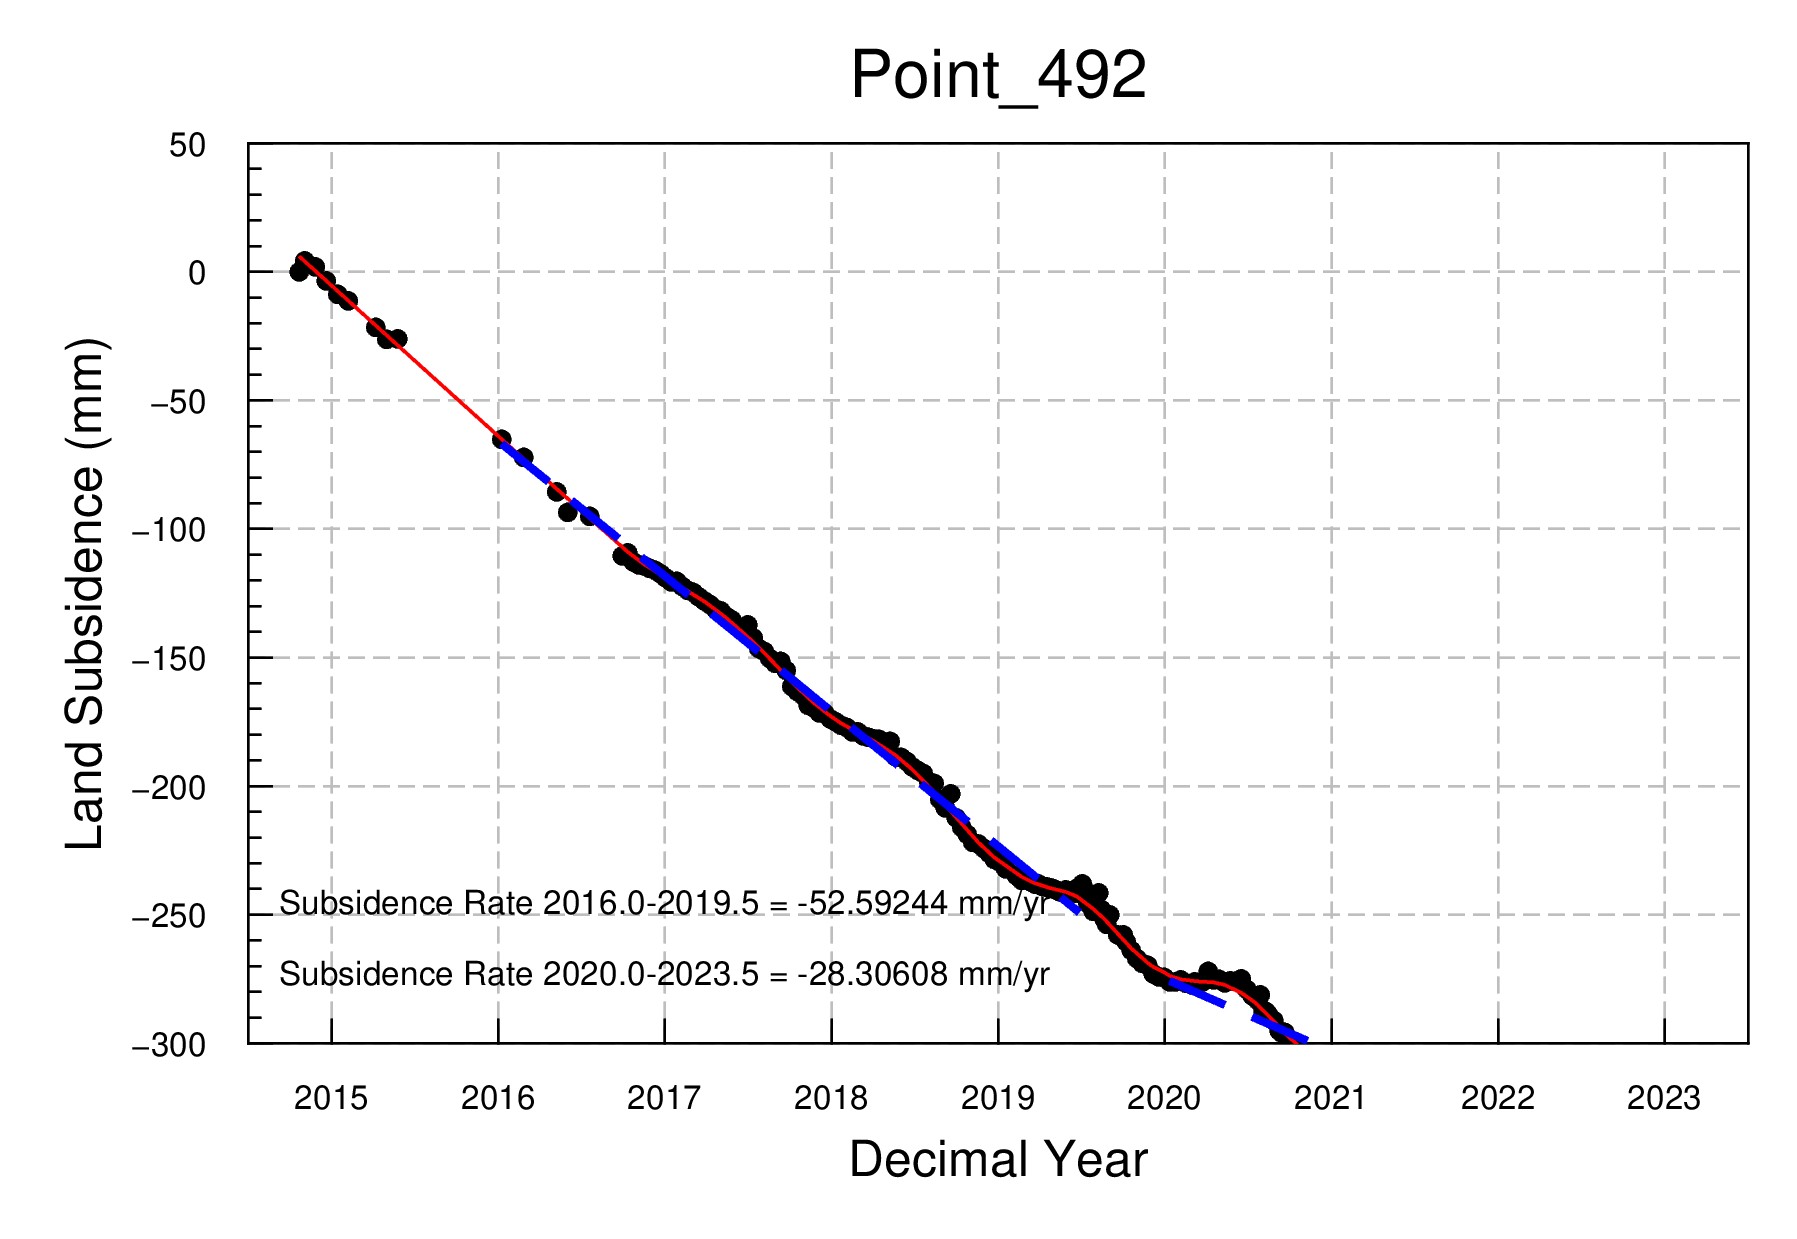 Point_492
50
0
−50
−100
−150
−200
−250
−300
Land Subsidence (mm)
Subsidence Rate 2016.0-2019.5 = -52.59244 mm/yr
Subsidence Rate 2020.0-2023.5 = -28.30608 mm/yr
2015 2016 2017 2018 2019 2020 2021 2022 2023
Decimal Year